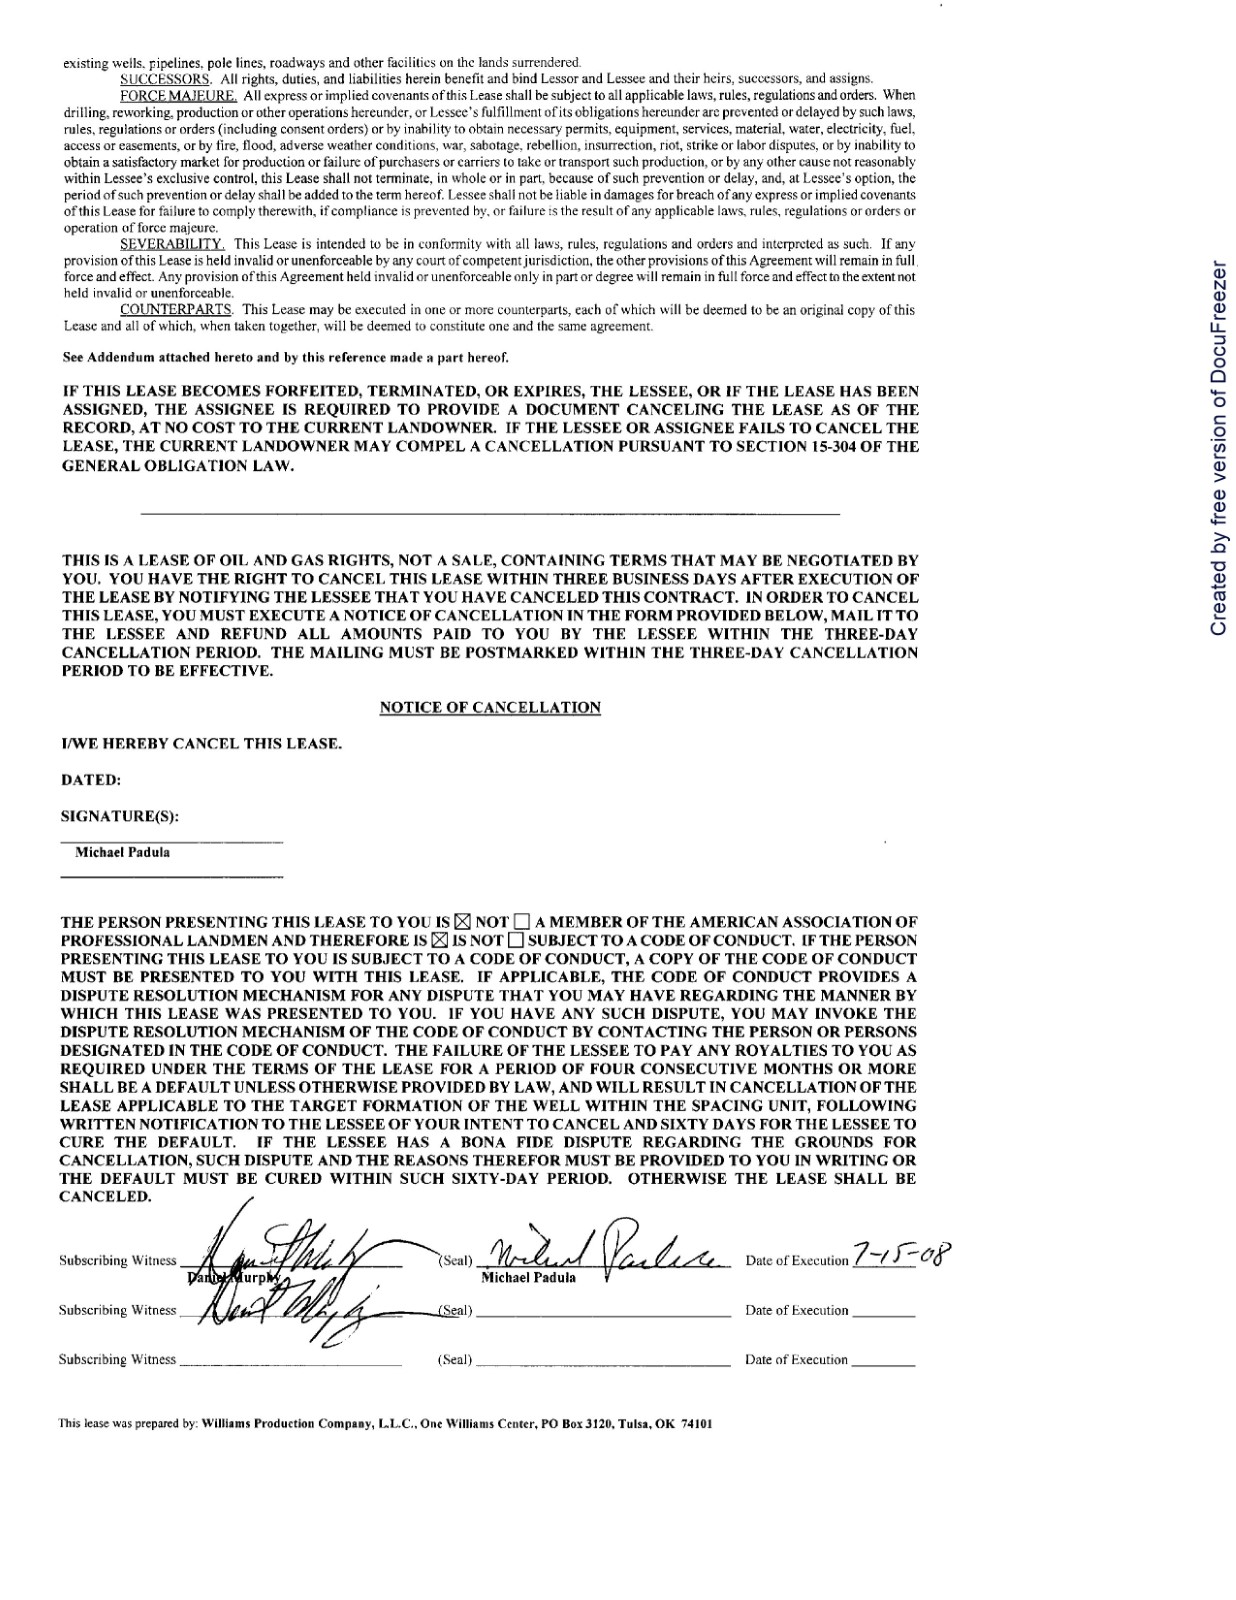 existing wells, pipelines, pole lines, roadways and other facilities on the lands surrendered.
SUCCESSORS. All rights, duties, and liabilities herein benefit and bind Lessor and Lessee and their heirs, successors, and assigns.
FORCE MAJEURE. All express or implied covenants of this Lease shall be subject to all applicable laws, rules, regulations and orders. When
drilling, reworking, production or other operations hereunder, or Lessee's fulfillment of its obligations hereunder are prevented or delayed by such laws,
rules, regulations or orders (including consent orders) or by inability to obtain necessary permits, equipment, services, material, water, electricity, fuel,
access or easements, or by fire, flood, adverse weather conditions, war, sabotage, rebellion, insurrection, riot, strike or labor disputes, or by inability to
obtain a satisfactory market for production or failure of purchasers or carriers to take or transport such production, or by any other cause not reasonably
within Lessee's exclusive control, this Lease shall not terminate, in whole or in part, because of such prevention or delay, and, at Lessee's option, the
period of such prevention or delay shall be added to the term hereof. Lessee shall not be liable in damages for breach of any express or implied covenants
of this Lease for failure to comply therewith, if compliance is prevented by, or failure is the result of any applicable laws, rules, regulations or orders or
operation of force majeure.
SEVERABILITY. This Lease is intended to be in conformity with all laws, rules, regulations and orders and interpreted as such. If any
provision of this Lease is held invalid or unenforceable by any court of competent jurisdiction, the other provisions of this Agreement will remain in full
force and effect. Any provision of this Agreement held invalid or unenforceable only in part or degree will remain in full force and effect to the extent not
held invalid or unenforceable.
COUNTERPARTS. This Lease may be executed in one or more counterparts, each of which will be deemed to be an original copy of this
Lease and all of which, when taken together, will be deemed to constitute one and the same agreement.
See Addendum attached hereto and by this reference made a part hereof.
IF THIS LEASE BECOMES FORFEITED, TERMINATED, OR EXPIRES, THE LESSEE, OR IF THE LEASE HAS BEEN
ASSIGNED, THE ASSIGNEE IS REQUIRED TO PROVIDE A DOCUMENT CANCELING THE LEASE AS OF THE
RECORD, AT NO COST TO THE CURRENT LANDOWNER. IF THE LESSEE OR ASSIGNEE FAILS TO CANCEL THE
LEASE, THE CURRENT LANDOWNER MAY COMPEL A CANCELLATION PURSUANT TO SECTION 15-304 OF THE
GENERAL OBLIGATION LAW.
THIS IS A LEASE OF OIL AND GAS RIGHTS, NOT A SALE, CONTAINING TERMS THAT MAY BE NEGOTIATED BY
YOU. YOU HAVE THE RIGHT TO CANCEL THIS LEASE WITHIN THREE BUSINESS DAYS AFTER EXECUTION OF
THE LEASE BY NOTIFYING THE LESSEE THAT YOU HAVE CANCELED THIS CONTRACT. IN ORDER TO CANCEL
THIS LEASE, YOU MUST EXECUTE A NOTICE OF CANCELLATION IN THE FORM PROVIDED BELOW, MAIL IT TO
THE LESSEE AND REFUND ALL AMOUNTS PAID TO YOU BY THE LESSEE WITHIN THE THREE-DAY
CANCELLATION PERIOD. THE MAILING MUST BE POSTMARKED WITHIN THE THREE-DAY CANCELLATION
PERIOD TO BE EFFECTIVE.
NOTICE OF CANCELLATION
I/WE HEREBY CANCEL THIS LEASE.
DATED:
SIGNATURE(S):
Michael Padula
THE PERSON PRESENTING THIS LEASE TO YOU IS ☒ NOT ☐ A MEMBER OF THE AMERICAN ASSOCIATION OF
PROFESSIONAL LANDMEN AND THEREFORE IS ☒ IS NOT ☐ SUBJECT TO A CODE OF CONDUCT. IF THE PERSON
PRESENTING THIS LEASE TO YOU IS SUBJECT TO A CODE OF CONDUCT, A COPY OF THE CODE OF CONDUCT
MUST BE PRESENTED TO YOU WITH THIS LEASE. IF APPLICABLE, THE CODE OF CONDUCT PROVIDES A
DISPUTE RESOLUTION MECHANISM FOR ANY DISPUTE THAT YOU MAY HAVE REGARDING THE MANNER BY
WHICH THIS LEASE WAS PRESENTED TO YOU. IF YOU HAVE ANY SUCH DISPUTE, YOU MAY INVOKE THE
DISPUTE RESOLUTION MECHANISM OF THE CODE OF CONDUCT BY CONTACTING THE PERSON OR PERSONS
DESIGNATED IN THE CODE OF CONDUCT. THE FAILURE OF THE LESSEE TO PAY ANY ROYALTIES TO YOU AS
REQUIRED UNDER THE TERMS OF THE LEASE FOR A PERIOD OF FOUR CONSECUTIVE MONTHS OR MORE
SHALL BE A DEFAULT UNLESS OTHERWISE PROVIDED BY LAW, AND WILL RESULT IN CANCELLATION OF THE
LEASE APPLICABLE TO THE TARGET FORMATION OF THE WELL WITHIN THE SPACING UNIT, FOLLOWING
WRITTEN NOTIFICATION TO THE LESSEE OF YOUR INTENT TO CANCEL AND SIXTY DAYS FOR THE LESSEE TO
CURE THE DEFAULT. IF THE LESSEE HAS A BONA FIDE DISPUTE REGARDING THE GROUNDS FOR
CANCELLATION, SUCH DISPUTE AND THE REASONS THEREFOR MUST BE PROVIDED TO YOU IN WRITING OR
THE DEFAULT MUST BE CURED WITHIN SUCH SIXTY-DAY PERIOD. OTHERWISE THE LEASE SHALL BE
CANCELED.
Subscribing Witness (Seal) Michael Padula Date of Execution 7-15-08
Daniel Murphy Michael Padula
Subscribing Witness (Seal) Date of Execution
Subscribing Witness (Seal) Date of Execution
This lease was prepared by: Williams Production Company, L.L.C., One Williams Center, PO Box 3120, Tulsa, OK 74101
Created by free version of DocuFreezer